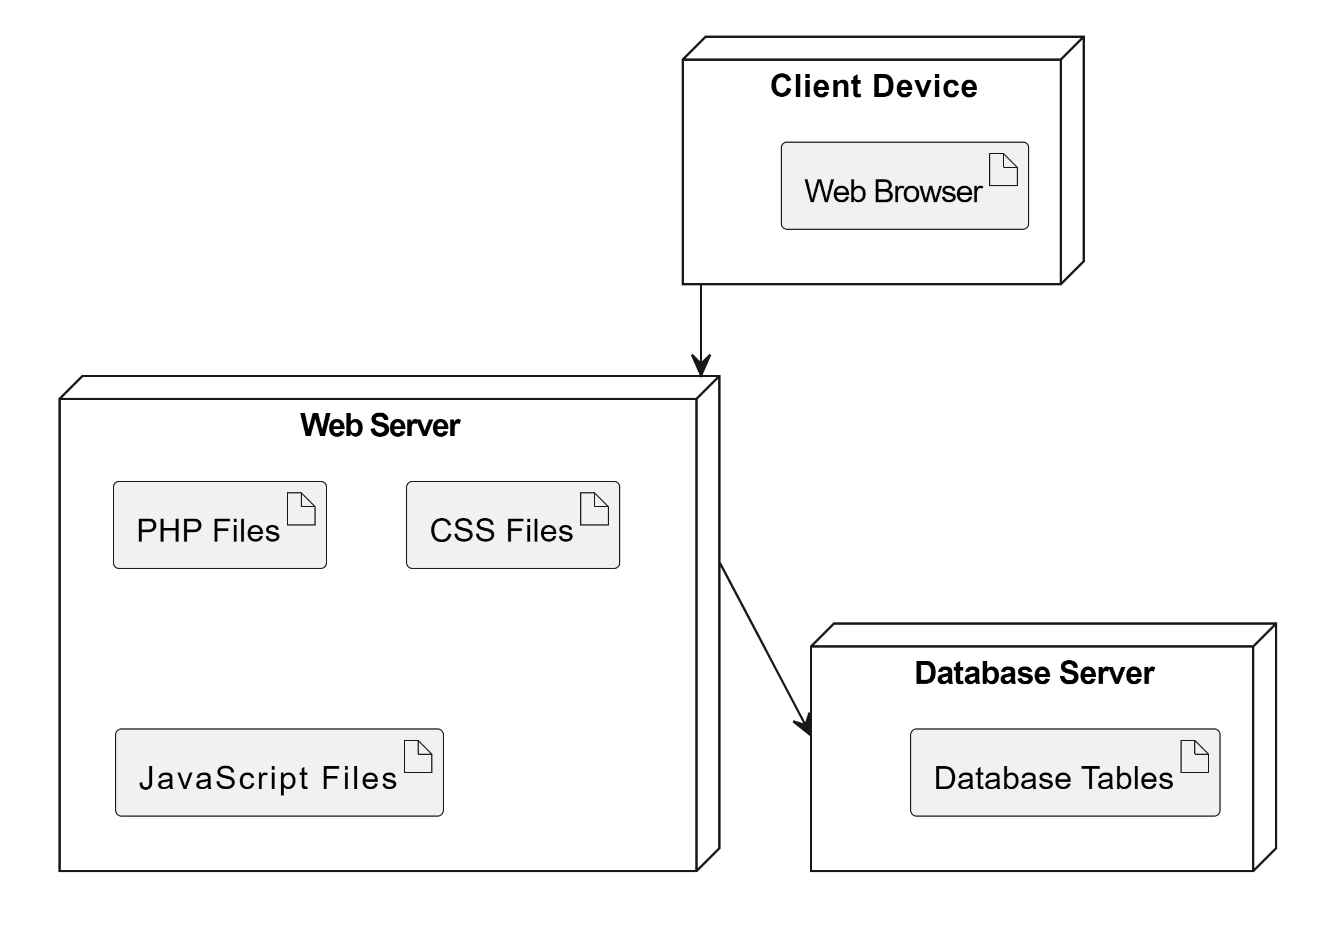 Client Device
Web Browser
Web Server
PHP Files
CSS Files
JavaScript Files
Database Server
Database Tables